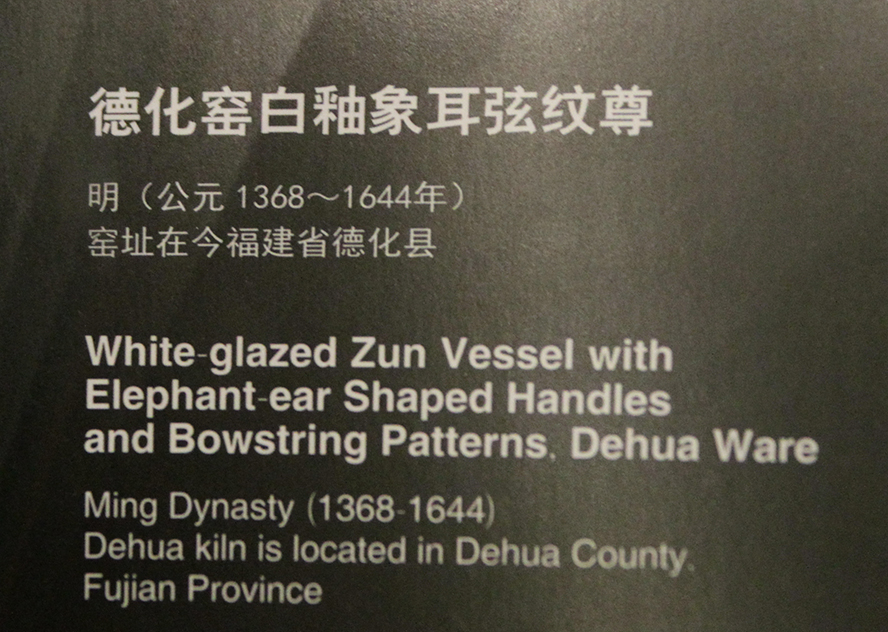 德化窑白釉象耳弦纹尊
明（公元 1368～1644年）
窑址在今福建省德化县
White-glazed Zun Vessel with
Elephant-ear Shaped Handles
and Bowstring Patterns, Dehua Ware
Ming Dynasty (1368-1644)
Dehua kiln is located in Dehua County,
Fujian Province